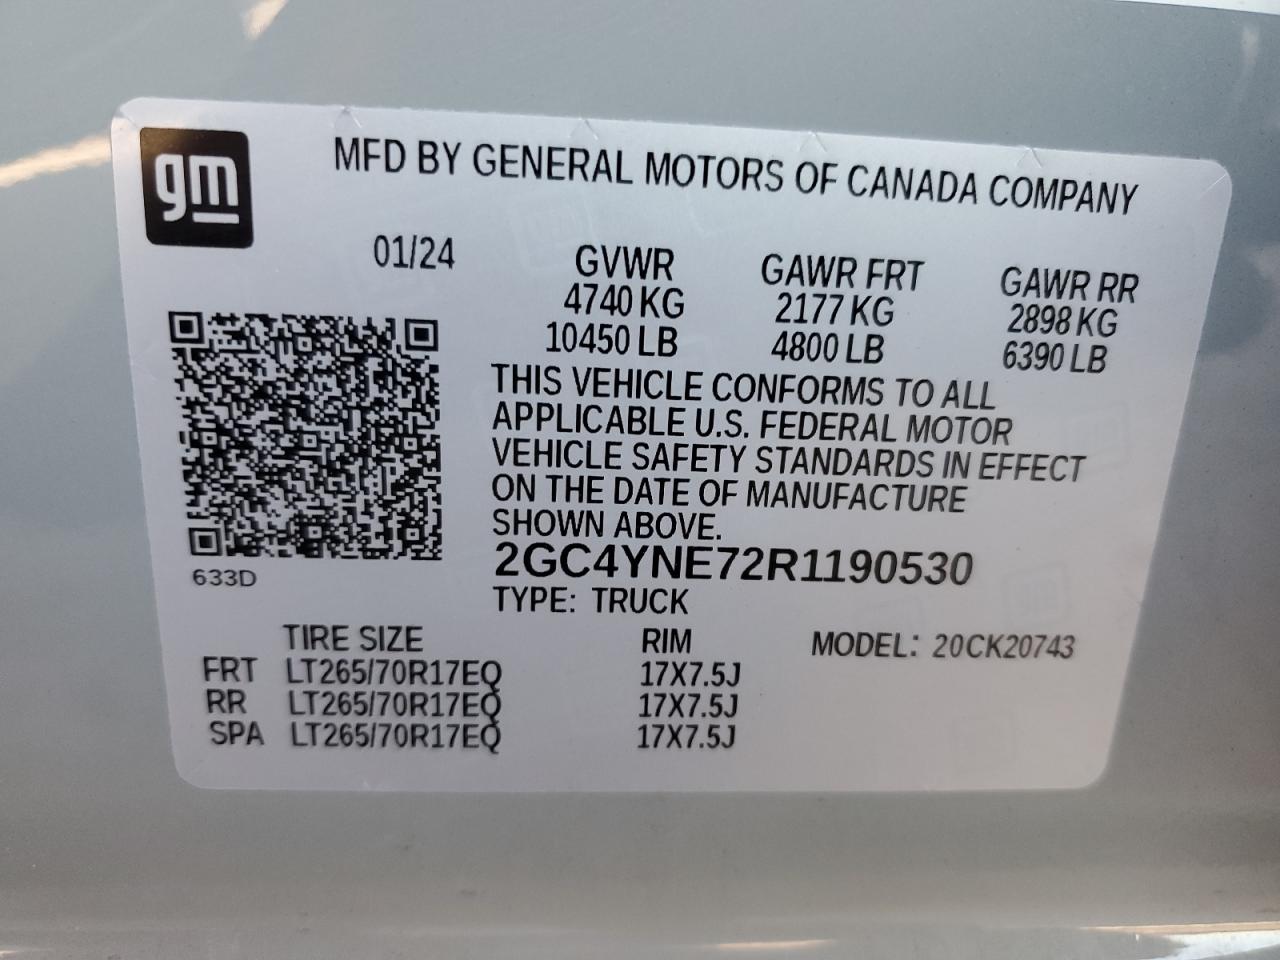 gm
MFD BY GENERAL MOTORS OF CANADA COMPANY
01/24 GVWR GAWR FRT GAWR RR
4740 KG 2177 KG 2898 KG
10450 LB 4800 LB 6390 LB
THIS VEHICLE CONFORMS TO ALL
APPLICABLE U.S. FEDERAL MOTOR
VEHICLE SAFETY STANDARDS IN EFFECT
ON THE DATE OF MANUFACTURE
SHOWN ABOVE.
2GC4YNE72R1190530
633D
TYPE: TRUCK
TIRE SIZE RIM MODEL: 20CK20743
FRT LT265/70R17EQ 17X7.5J
RR LT265/70R17EQ 17X7.5J
SPA LT265/70R17EQ 17X7.5J